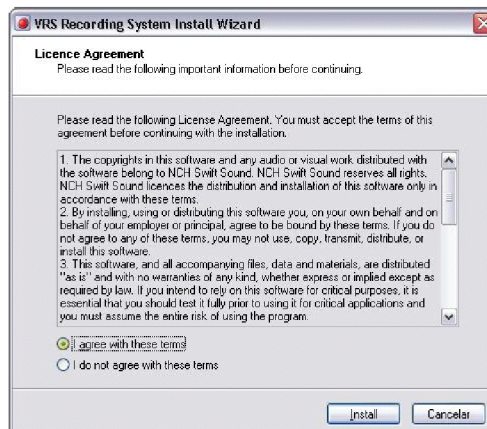 VRS Recording System Install Wizard
Licence Agreement
Please read the following important information before continuing.
Please read the following License Agreement. You must accept the terms of this
agreement before continuing with the installation.
1. The copyrights in this software and any audio or visual work distributed with
the software belong to NCH Swift Sound. NCH Swift Sound reserves all rights.
NCH Swift Sound licences the distribution and installation of this software only in
accordance with these terms.
2. By installing, using or distributing this software you, on your own behalf and on
behalf of your employer or principal, agree to be bound by these terms. If you do
not agree to any of these terms, you may not use, copy, transmit, distribute, or
install this software.
3. This software, and all accompanying files, data and materials, are distributed
"as is" and with no warranties of any kind, whether express or implied except as
required by law. If you intend to rely on this software for critical purposes, it is
essential that you should test it fully prior to using it for critical applications and
you must assume the entire risk of using the program.
I agree with these terms
I do not agree with these terms
Install
Cancelar